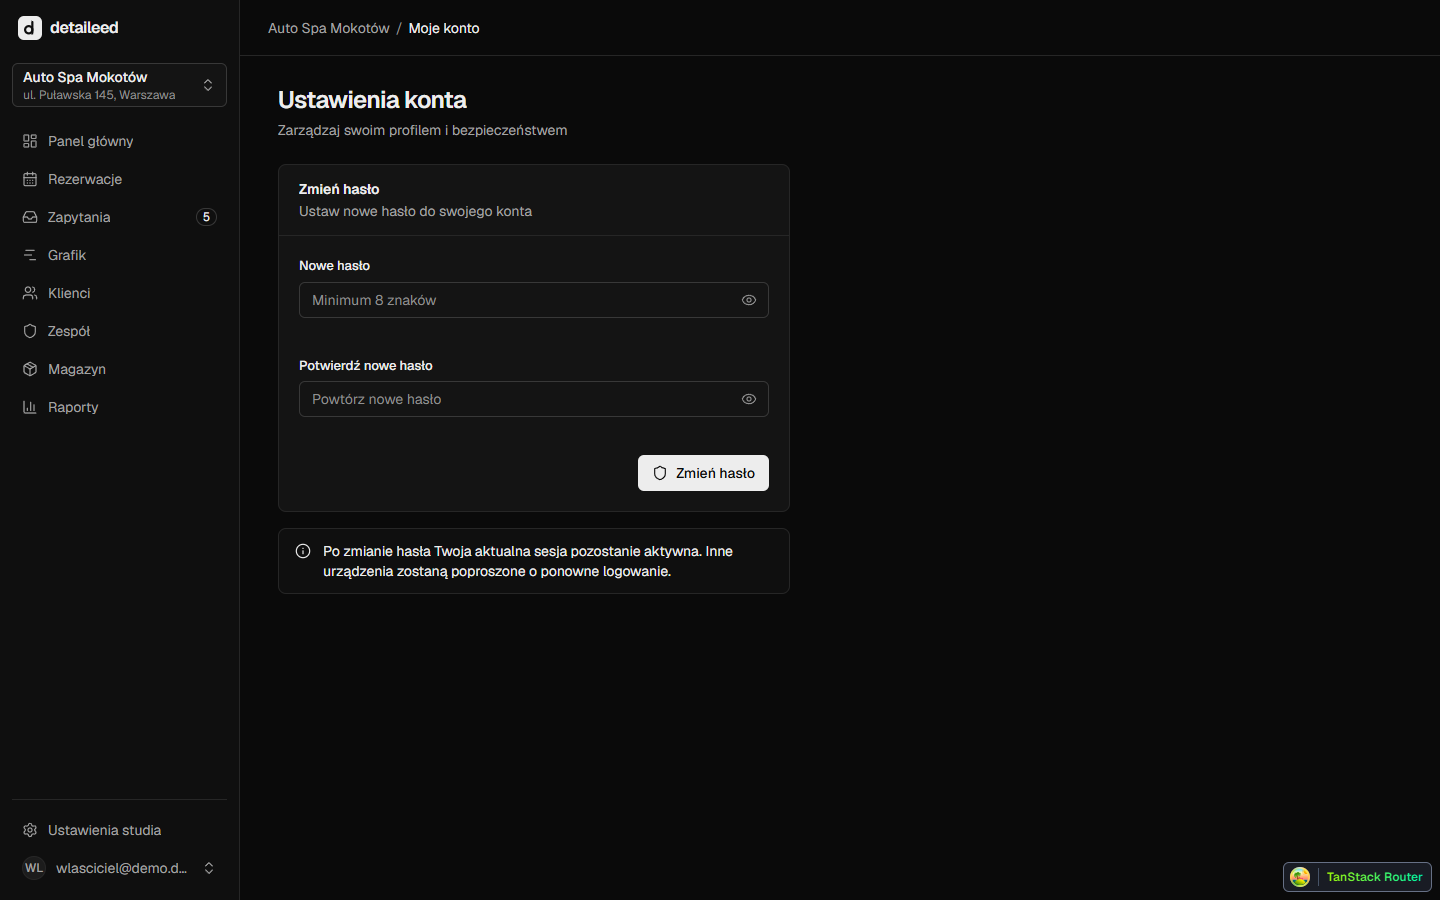 detaileed
Auto Spa Mokotów
ul. Puławska 145, Warszawa
Panel główny
Rezerwacje
Zapytania 5
Grafik
Klienci
Zespół
Magazyn
Raporty
Ustawienia studia
WL wlasciciel@demo.d...
Auto Spa Mokotów / Moje konto
Ustawienia konta
Zarządzaj swoim profilem i bezpieczeństwem
Zmień hasło
Ustaw nowe hasło do swojego konta
Nowe hasło
Minimum 8 znaków
Potwierdź nowe hasło
Powtórz nowe hasło
Zmień hasło
Po zmianie hasła Twoja aktualna sesja pozostanie aktywna. Inne
urządzenia zostaną poproszone o ponowne logowanie.
TanStack Router